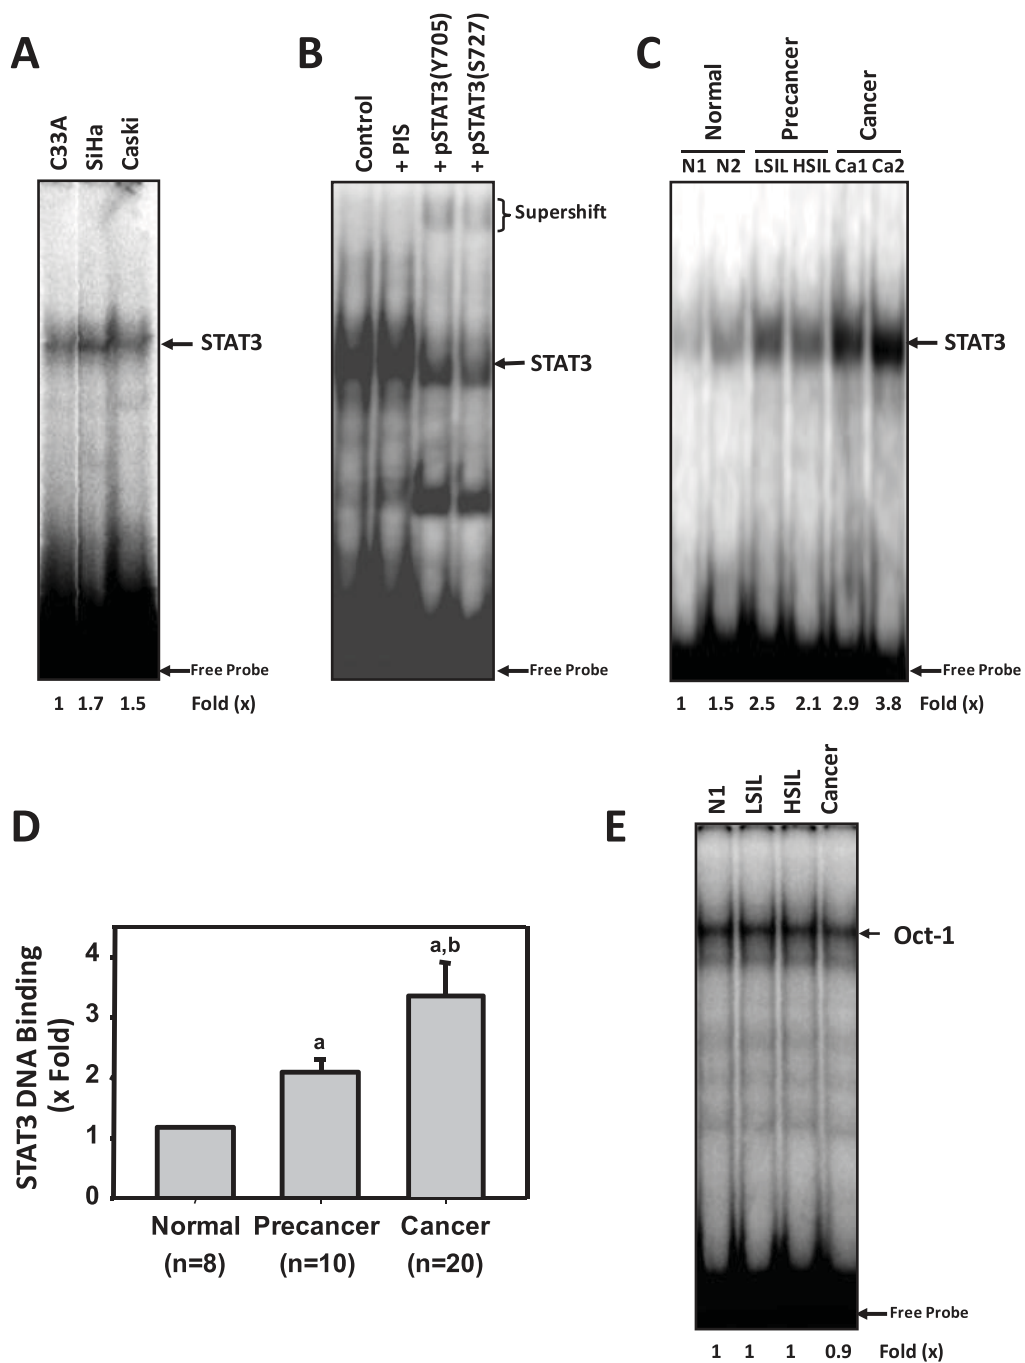 A
C33A
SiHa
Caski
STAT3
Free Probe
1 1.7 1.5 Fold (x)
B
Control
+ PIS
+ pSTAT3(Y705)
+ pSTAT3(S727)
Supershift
STAT3
Free Probe
C
Normal
Precancer
Cancer
N1 N2 LSIL HSIL Ca1 Ca2
STAT3
Free Probe
1 1.5 2.5 2.1 2.9 3.8 Fold (x)
D
STAT3 DNA Binding
(x Fold)
4
3
2
1
0
a
a,b
Normal Precancer Cancer
(n=8) (n=10) (n=20)
E
N1
LSIL
HSIL
Cancer
Oct-1
Free Probe
1 1 1 0.9 Fold (x)